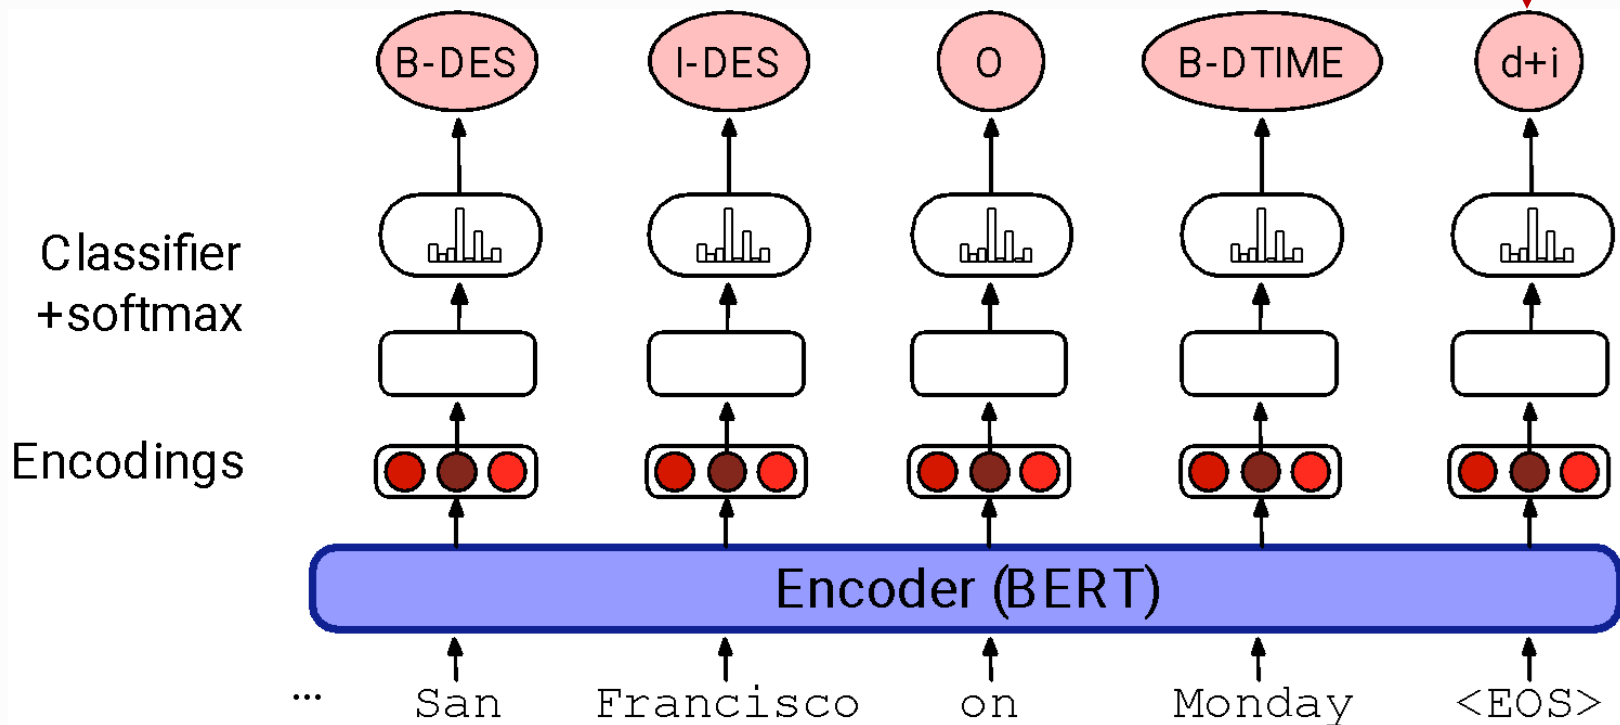 B-DES I-DES O B-DTIME d+i
Classifier
+softmax
Encodings
Encoder (BERT)
... San Francisco on Monday <EOS>